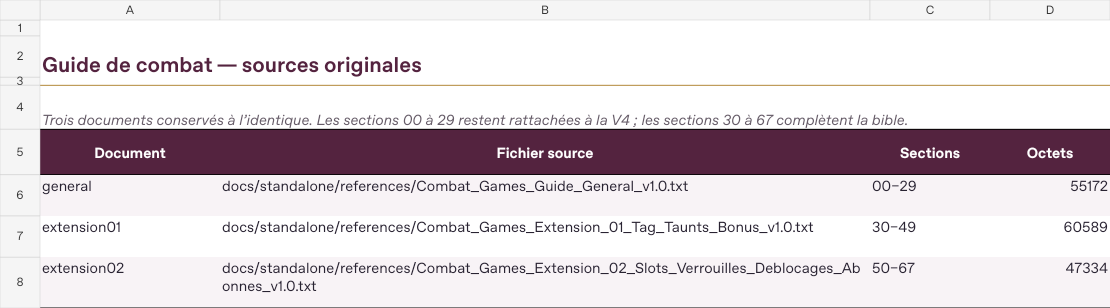 A B C D
1
2 Guide de combat — sources originales
3
4 Trois documents conservés à l’identique. Les sections 00 à 29 restent rattachées à la V4 ; les sections 30 à 67 complètent la bible.
5 Document Fichier source Sections Octets
6 general docs/standalone/references/Combat_Games_Guide_General_v1.0.txt 00–29 55172
7 extension01 docs/standalone/references/Combat_Games_Extension_01_Tag_Taunts_Bonus_v1.0.txt 30–49 60589
8 extension02 docs/standalone/references/Combat_Games_Extension_02_Slots_Verrouilles_Deblocages_Ab 50–67 47334
onnes_v1.0.txt